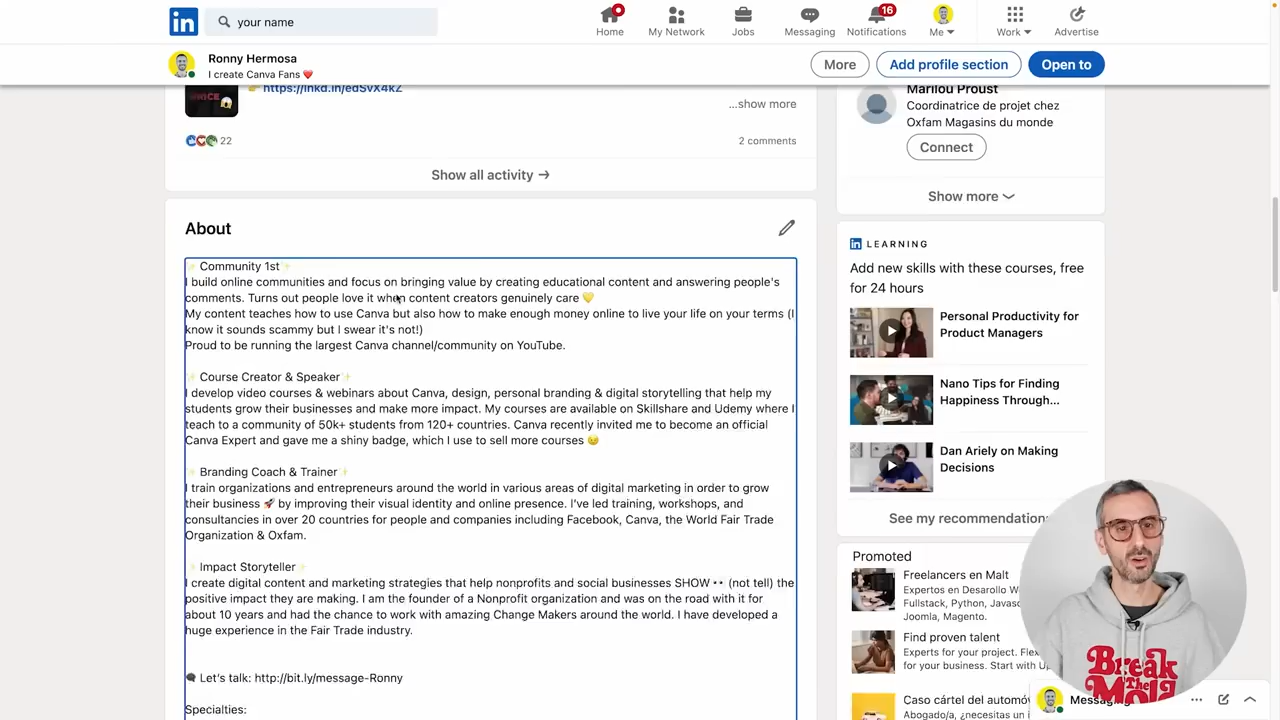 in
your name
Home
My Network
Jobs
Messaging
16
Notifications
Me
Work
Advertise
Ronny Hermosa
I create Canva Fans ❤️
More
Add profile section
Open to
👉 https://lnkd.in/edSvX4kZ
...show more
22
2 comments
Show all activity →
About
✨ Community 1st✨
I build online communities and focus on bringing value by creating educational content and answering people's
comments. Turns out people love it when content creators genuinely care 💛
My content teaches how to use Canva but also how to make enough money online to live your life on your terms (I
know it sounds scammy but I swear it's not!)
Proud to be running the largest Canva channel/community on YouTube.
✨ Course Creator & Speaker✨
I develop video courses & webinars about Canva, design, personal branding & digital storytelling that help my
students grow their businesses and make more impact. My courses are available on Skillshare and Udemy where I
teach to a community of 50k+ students from 120+ countries. Canva recently invited me to become an official
Canva Expert and gave me a shiny badge, which I use to sell more courses 😉
✨ Branding Coach & Trainer✨
I train organizations and entrepreneurs around the world in various areas of digital marketing in order to grow
their business 🚀 by improving their visual identity and online presence. I've led training, workshops, and
consultancies in over 20 countries for people and companies including Facebook, Canva, the World Fair Trade
Organization & Oxfam.
✨ Impact Storyteller✨
I create digital content and marketing strategies that help nonprofits and social businesses SHOW 👀 (not tell) the
positive impact they are making. I am the founder of a Nonprofit organization and was on the road with it for
about 10 years and had the chance to work with amazing Change Makers around the world. I have developed a
huge experience in the Fair Trade industry.
🗨 Let's talk: http://bit.ly/message-Ronny
Specialties:
Marilou Proust
Coordinatrice de projet chez
Oxfam Magasins du monde
Connect
Show more
in LEARNING
Add new skills with these courses, free
for 24 hours
Personal Productivity for
Product Managers
Nano Tips for Finding
Happiness Through...
Dan Ariely on Making
Decisions
See my recommendation
Promoted
Freelancers en Malt
Expertos en Desarollo W
Fullstack, Python, Javasc
Joomla, Magento.
Find proven talent
Experts for your project. Flex
for your business. Start with U
Caso cártel del automóv
Abogado/a, ¿necesitas un i
Break
The
Mold
Messaging